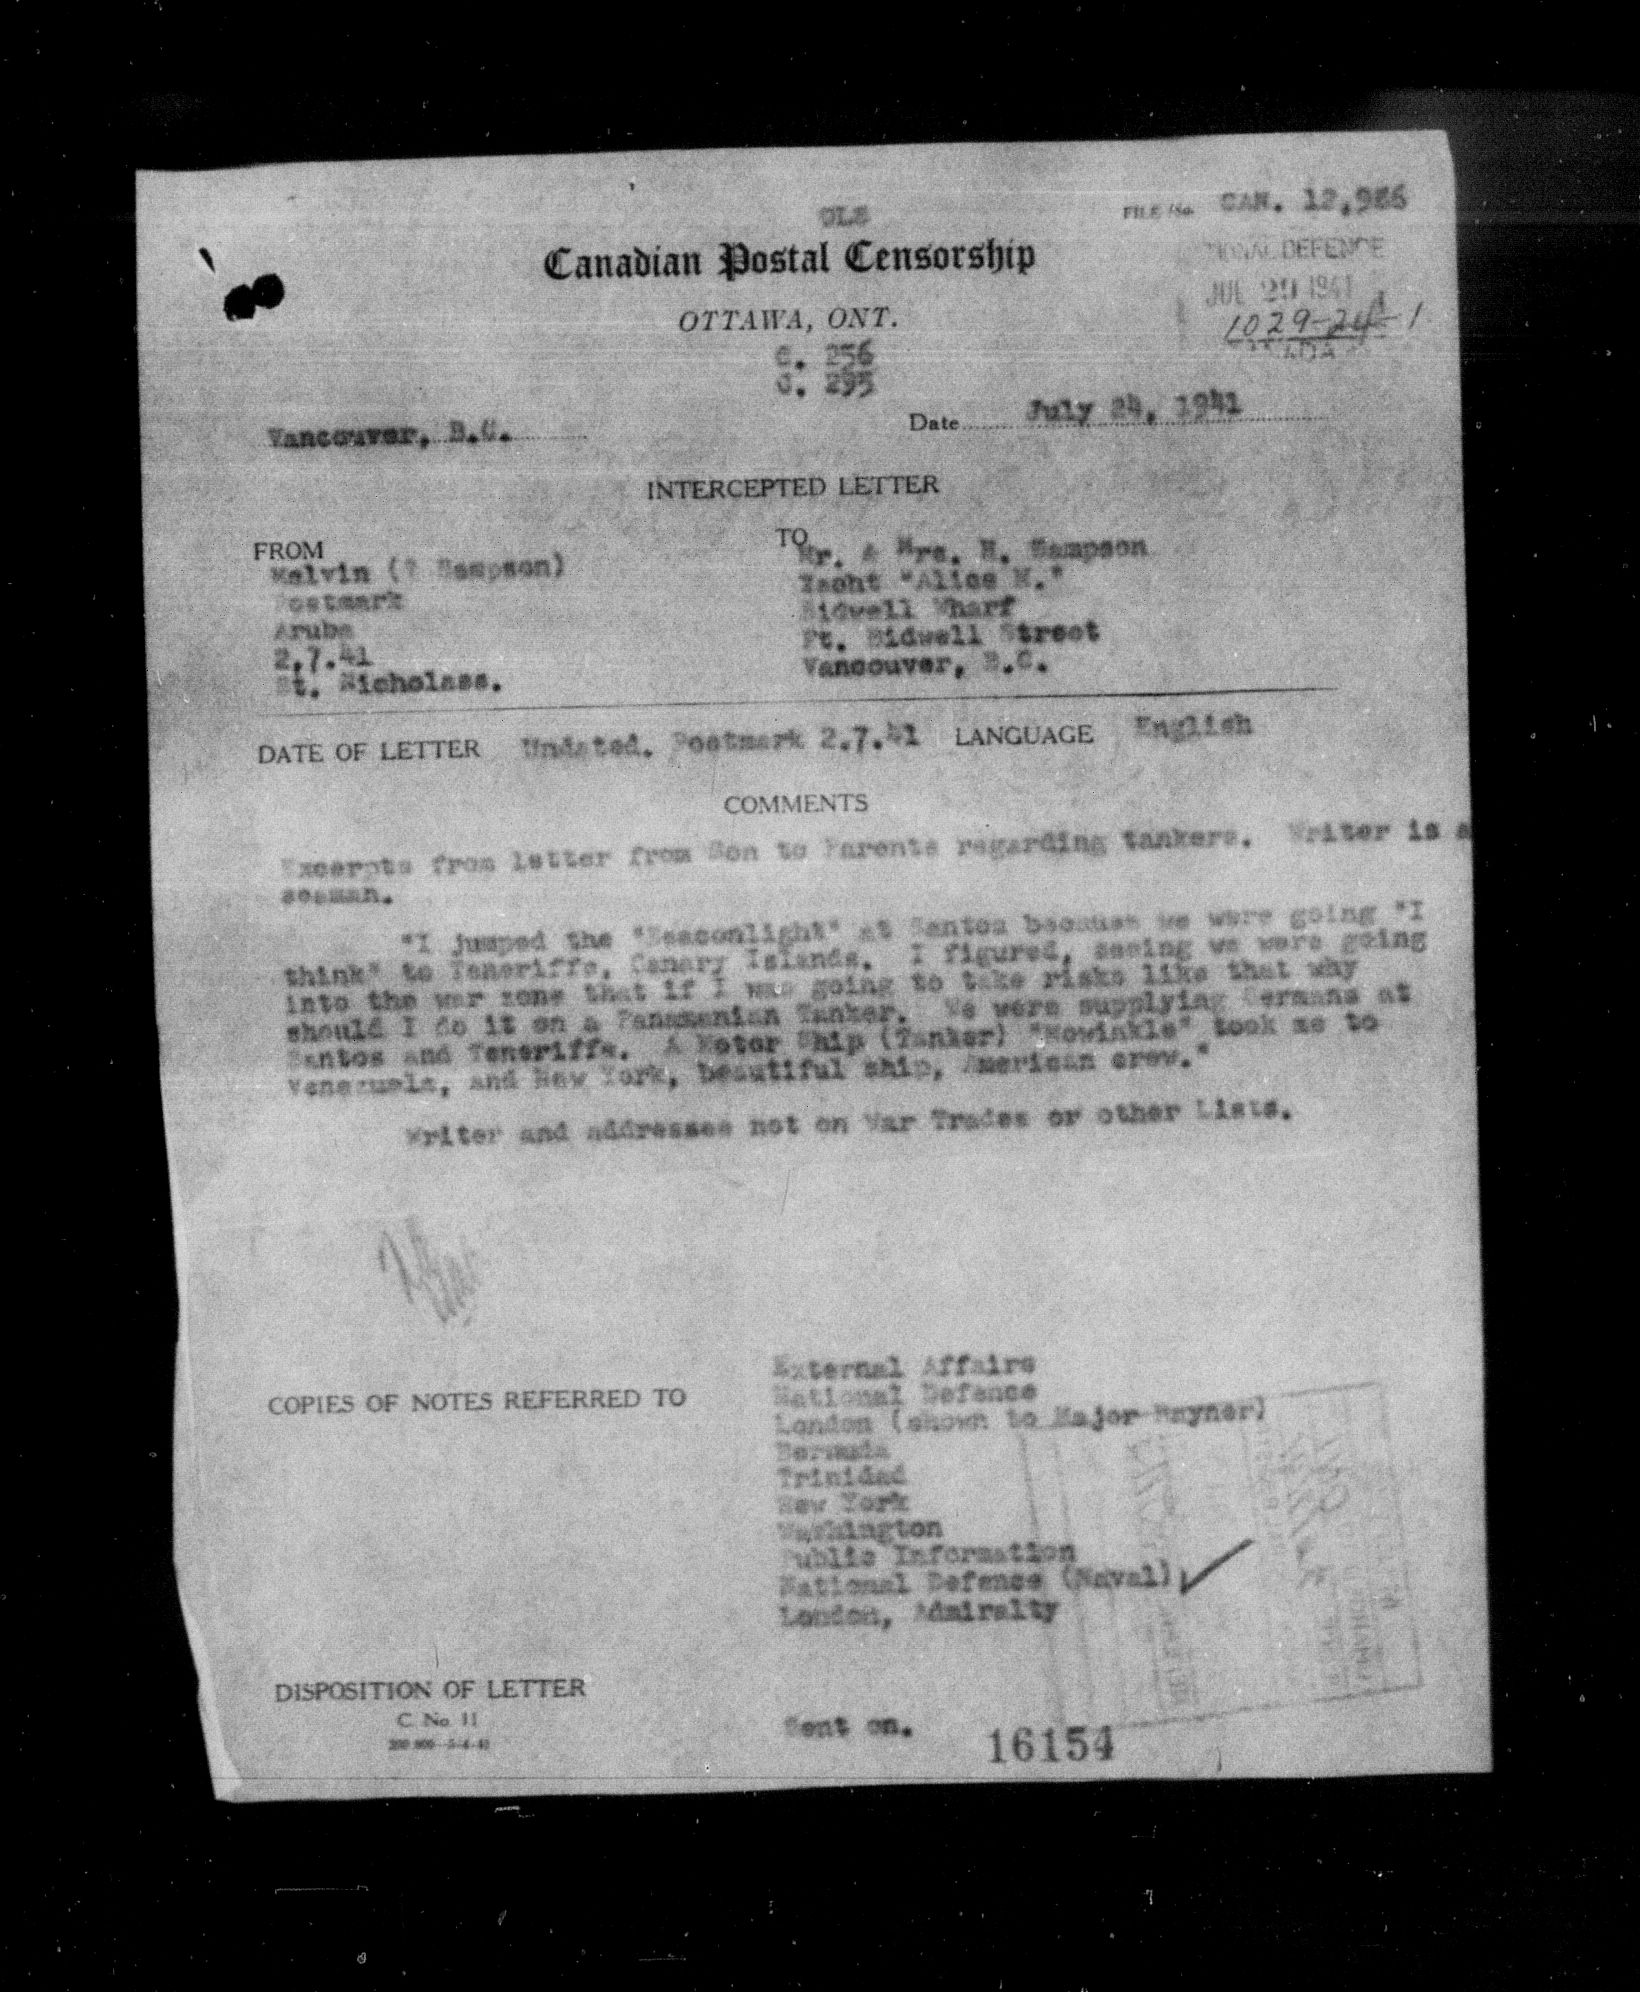 OLS
FILE No. CAN. 12,986
Canadian Postal Censorship
OTTAWA, ONT.
NATIONAL DEFENCE
JUL 29 1941
1029-24-1
CANADA
C. 256
C. 295
Vancouver, B.C.
Date July 24, 1941
INTERCEPTED LETTER
FROM
Melvin (? Sampson)
Postmark
Aruba
2.7.41
St. Nicholass.
TO
Mr. & Mrs. H. Sampson
Yacht "Alice M."
Bidwell Wharf
Ft. Bidwell Street
Vancouver, B.C.
DATE OF LETTER Undated. Postmark 2.7.41 LANGUAGE English
COMMENTS
Excerpts from letter from Son to Parents regarding tankers. Writer is a
seaman.
"I jumped the "Beaconlight" at Santos because we were going "I
think" to Teneriffe, Canary Islands. I figured, seeing we were going
into the war zone that if I was going to take risks like that why
should I do it on a Panamanian Tanker. We were supplying Germans at
Santos and Teneriffe. A Motor Ship (Tanker) "Mowinkle" took me to
Venezuela, and New York, beautiful ship, American crew."
Writer and addresses not on War Trades or other Lists.
COPIES OF NOTES REFERRED TO
External Affairs
National Defence
London (shown to Major Rayner)
Bermuda
Trinidad
New York
Washington
Public Information
National Defence (Naval)
London, Admiralty
DISPOSITION OF LETTER
C. No. 11
Sent on.
16154